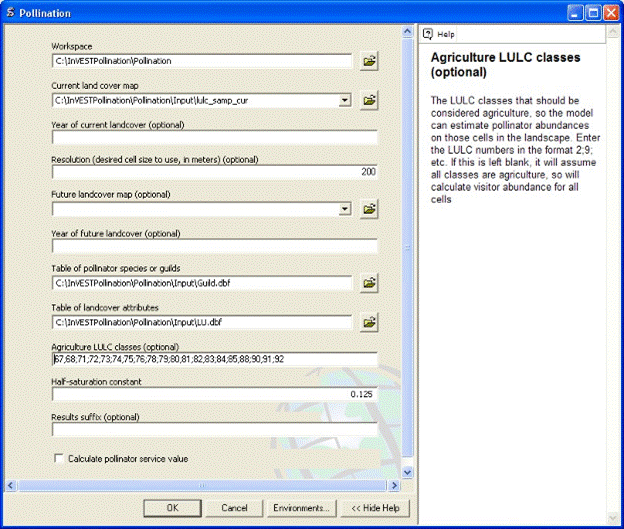 Pollination
Workspace
C:\InVESTPollination\Pollination
Current land cover map
C:\InVESTPollination\Pollination\Input\lulc_samp_cur
Year of current landcover (optional)
Resolution (desired cell size to use, in meters) (optional)
200
Future landcover map (optional)
Year of future landcover (optional)
Table of pollinator species or guilds
C:\InVESTPollination\Pollination\Input\Guild.dbf
Table of landcover attributes
C:\InVESTPollination\Pollination\Input\LU.dbf
Agriculture LULC classes (optional)
67;68;71;72;73;74;75;76;78;79;80;81;82;83;84;85;88;90;91;92
Half-saturation constant
0.125
Results suffix (optional)
Calculate pollinator service value
OK
Cancel
Environments...
<< Hide Help
Help
Agriculture LULC classes
(optional)
The LULC classes that should be
considered agriculture, so the model
can estimate pollinator abundances
on those cells in the landscape. Enter
the LULC numbers in the format 2;9;
etc. If this is left blank, it will assume
all classes are agriculture, so will
calculate visitor abundance for all
cells